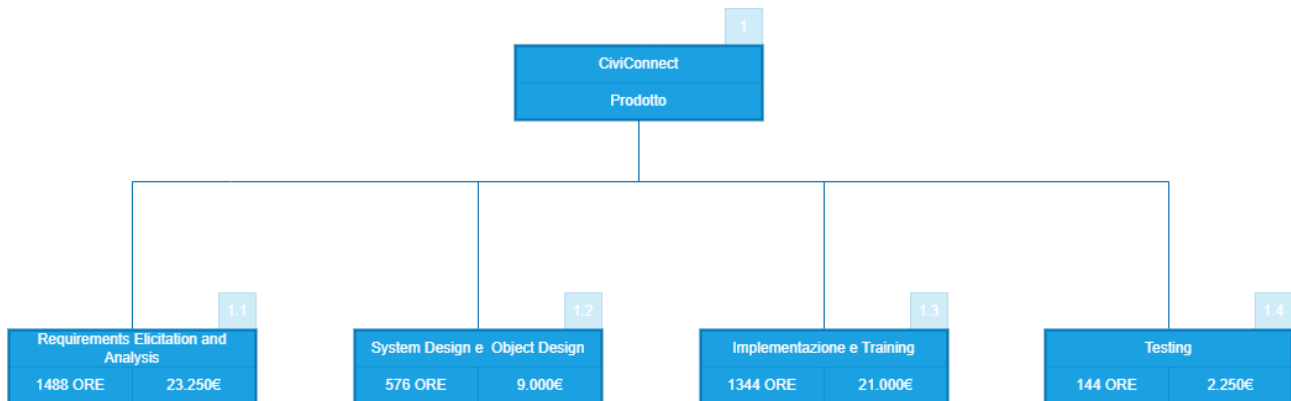 1
CiviConnect
Prodotto
1.1
1.2
1.3
1.4
Requirements Elicitation and
Analysis
System Design e Object Design
Implementazione e Training
Testing
1488 ORE 23.250€
576 ORE 9.000€
1344 ORE 21.000€
144 ORE 2.250€